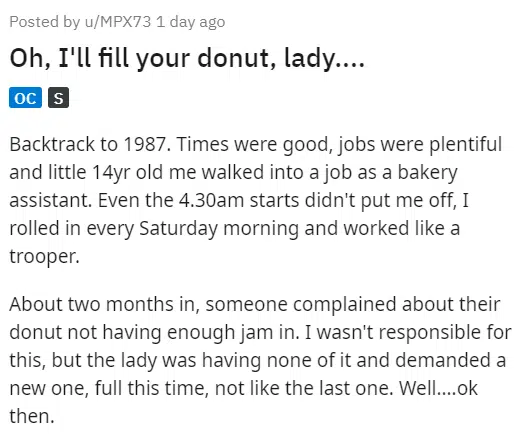 Posted by u/MPX73 1 day ago
Oh, I'll fill your donut, lady....
OC S
Backtrack to 1987. Times were good, jobs were plentiful
and little 14yr old me walked into a job as a bakery
assistant. Even the 4.30am starts didn't put me off, I
rolled in every Saturday morning and worked like a
trooper.
About two months in, someone complained about their
donut not having enough jam in. I wasn't responsible for
this, but the lady was having none of it and demanded a
new one, full this time, not like the last one. Well....ok
then.